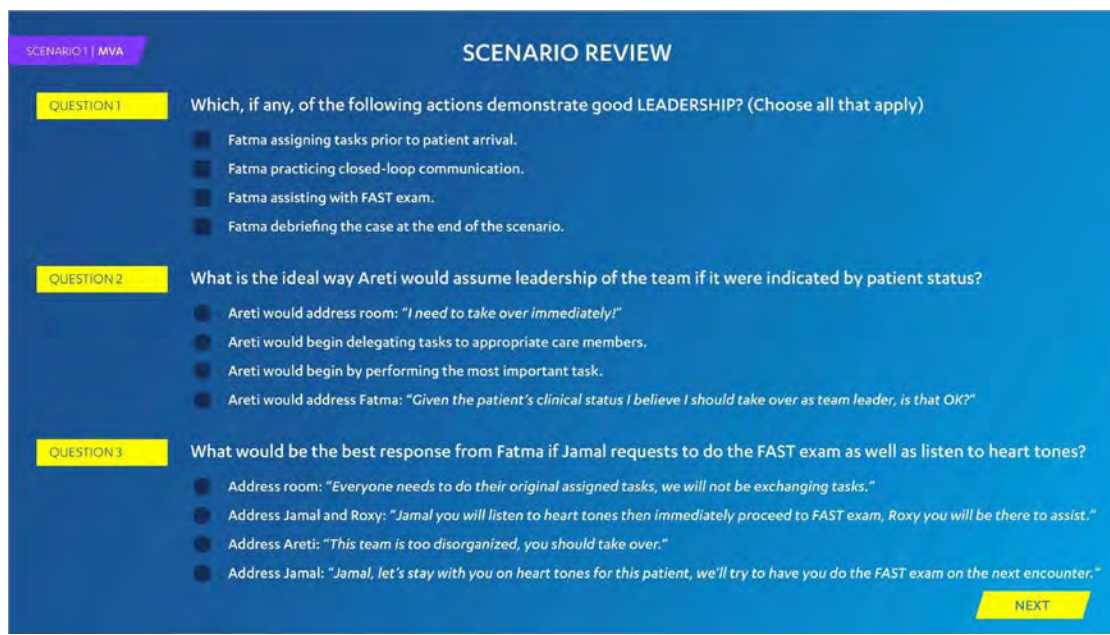 SCENARIO 1 | MVA
SCENARIO REVIEW
QUESTION 1
Which, if any, of the following actions demonstrate good LEADERSHIP? (Choose all that apply)
Fatma assigning tasks prior to patient arrival.
Fatma practicing closed-loop communication.
Fatma assisting with FAST exam.
Fatma debriefing the case at the end of the scenario.
QUESTION 2
What is the ideal way Areti would assume leadership of the team if it were indicated by patient status?
Areti would address room: "I need to take over immediately!"
Areti would begin delegating tasks to appropriate care members.
Areti would begin by performing the most important task.
Areti would address Fatma: "Given the patient's clinical status I believe I should take over as team leader, is that OK?"
QUESTION 3
What would be the best response from Fatma if Jamal requests to do the FAST exam as well as listen to heart tones?
Address room: "Everyone needs to do their original assigned tasks, we will not be exchanging tasks."
Address Jamal and Roxy: "Jamal you will listen to heart tones then immediately proceed to FAST exam, Roxy you will be there to assist."
Address Areti: "This team is too disorganized, you should take over."
Address Jamal: "Jamal, let's stay with you on heart tones for this patient, we'll try to have you do the FAST exam on the next encounter."
NEXT